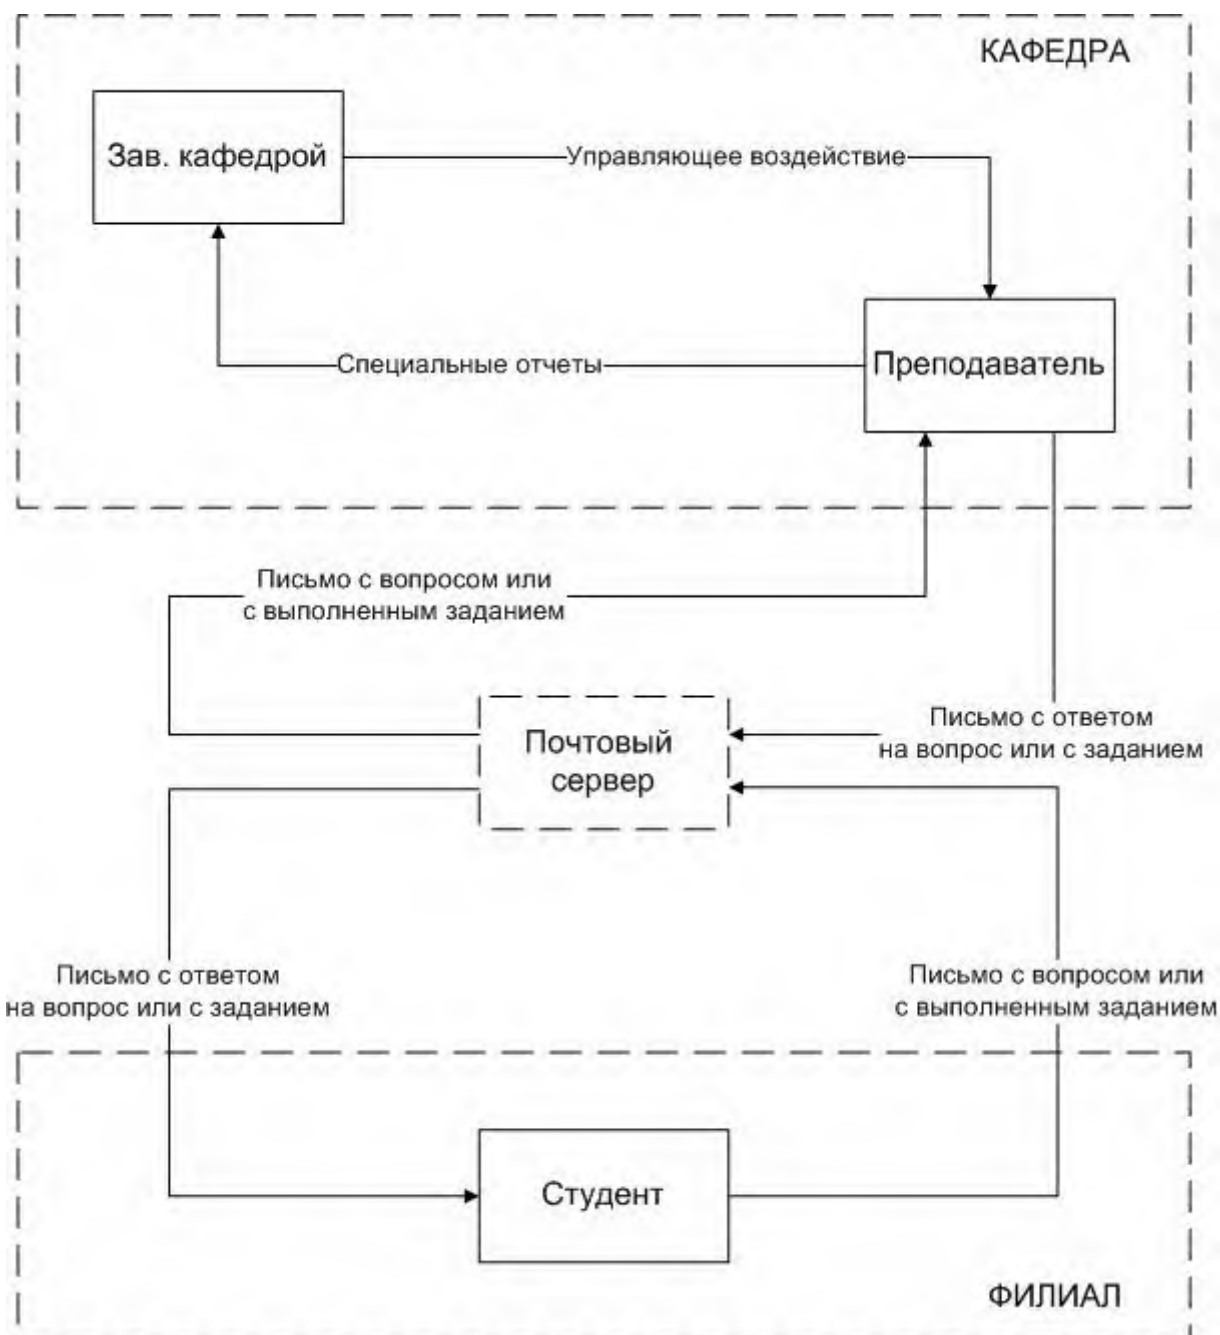 КАФЕДРА
Зав. кафедрой
Управляющее воздействие
Специальные отчеты
Преподаватель
Письмо с вопросом или
с выполненным заданием
Письмо с ответом
на вопрос или с заданием
Почтовый
сервер
Письмо с ответом
на вопрос или с заданием
Письмо с вопросом или
с выполненным заданием
Студент
ФИЛИАЛ